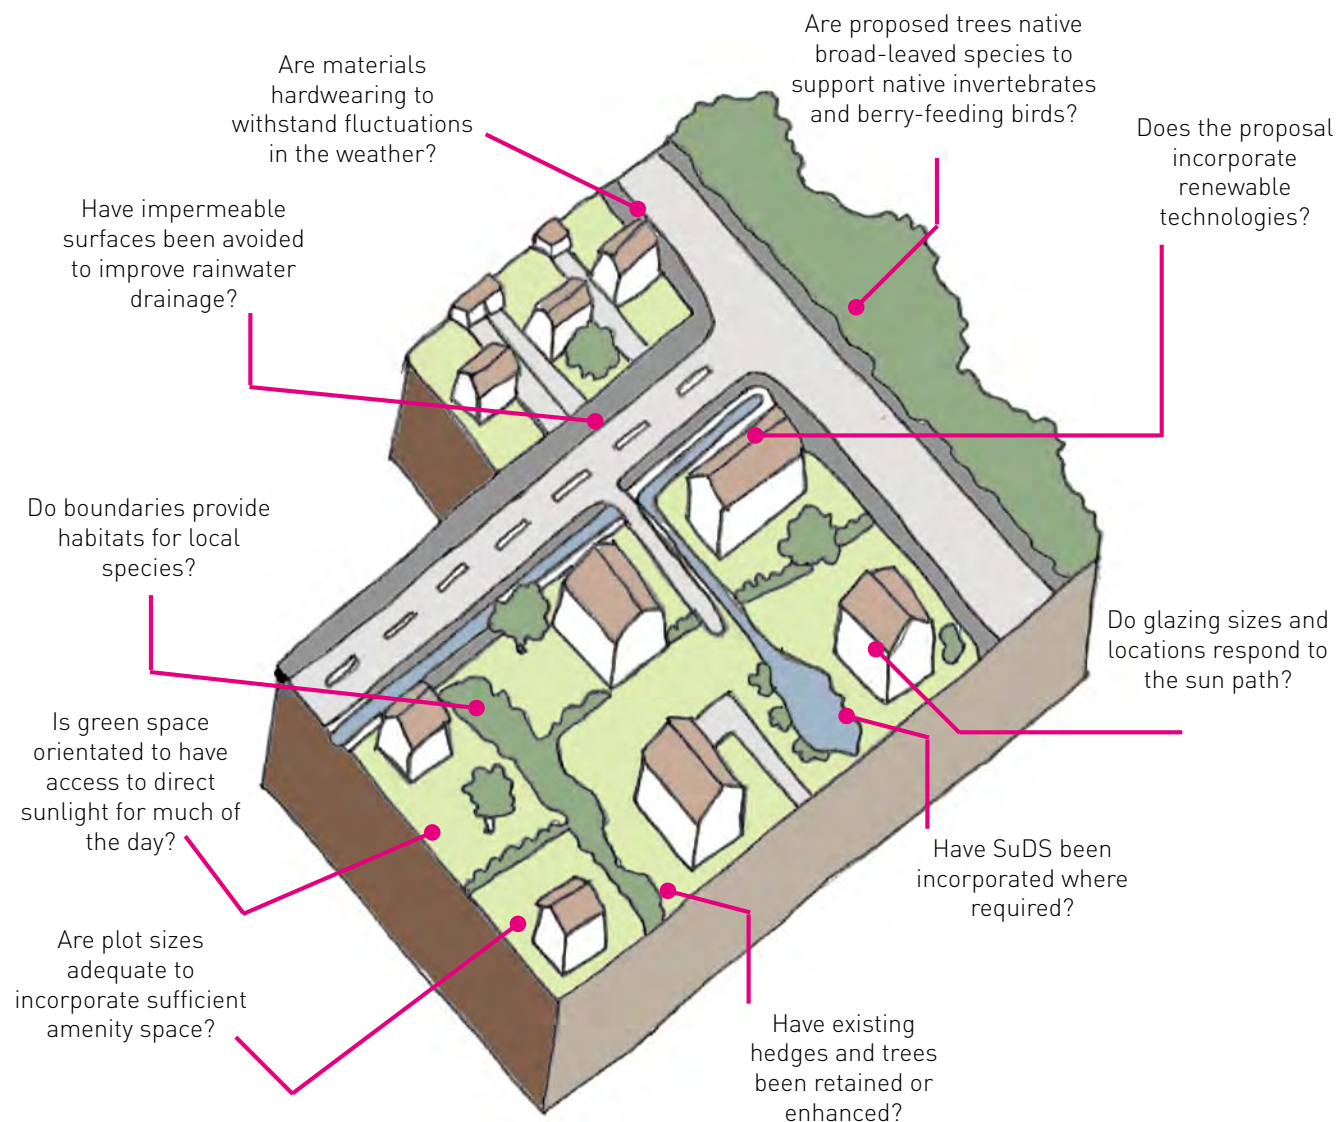 Are proposed trees native
broad-leaved species to
support native invertebrates
and berry-feeding birds?
Are materials
hardwearing to
withstand fluctuations
in the weather?
Does the proposal
incorporate
renewable
technologies?
Have impermeable
surfaces been avoided
to improve rainwater
drainage?
Do boundaries provide
habitats for local
species?
Do glazing sizes and
locations respond to
the sun path?
Is green space
orientated to have
access to direct
sunlight for much of
the day?
Have SuDS been
incorporated where
required?
Are plot sizes
adequate to
incorporate sufficient
amenity space?
Have existing
hedges and trees
been retained or
enhanced?